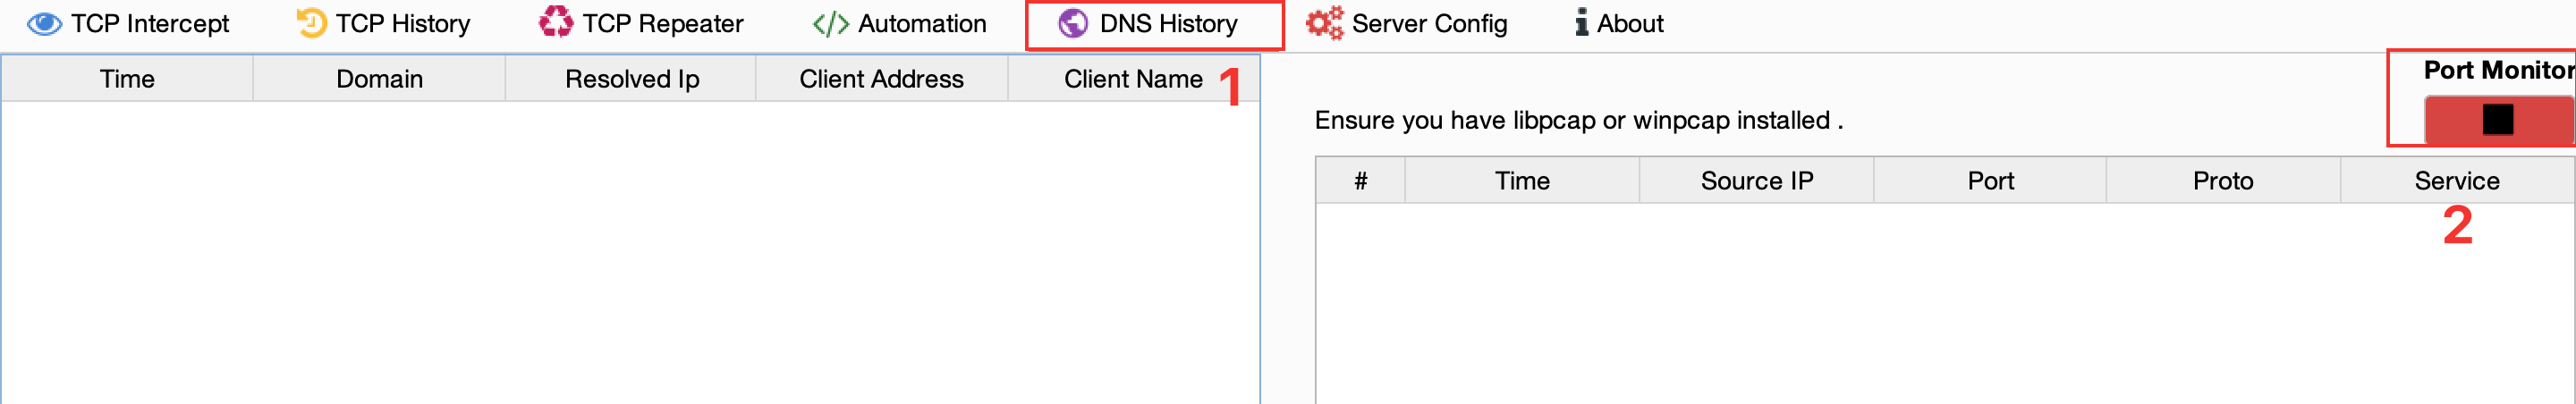 TCP Intercept TCP History TCP Repeater Automation DNS History Server Config About
Time Domain Resolved Ip Client Address Client Name 1
Port Monitor
Ensure you have libpcap or winpcap installed .
# Time Source IP Port Proto Service
2